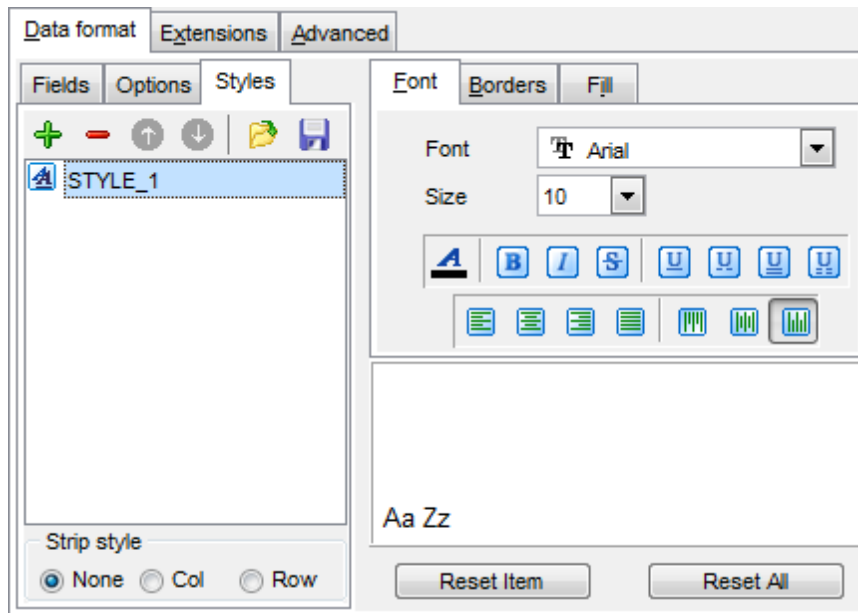 Data format Extensions Advanced
Fields Options Styles
Font Borders Fill
STYLE_1
Font Arial
Size 10
A B I S U U U U
Aa Zz
Strip style
None Col Row
Reset Item Reset All